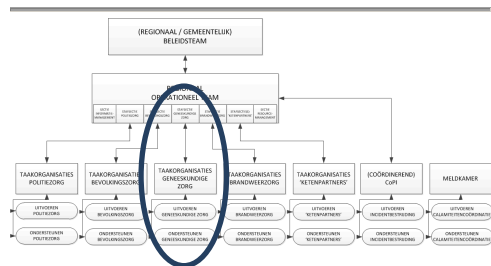 (REGIONAAL / GEMEENTELIJK)
BELEIDSTEAM
REGIONAAL
OPERATIONEEL TEAM
TAAKORGANISATIES
POLITIEZORG
TAAKORGANISATIES
BEVOLKINGSZORG
TAAKORGANISATIES
GENEESKUNDIGE
ZORG
TAAKORGANISATIES
BRANDWEERZORG
TAAKORGANISATIES
'KETENPARTNERS'
(COÖRDINEREND)
CoPI
MELDKAMER
UITVOEREN
POLITIEZORG
UITVOEREN
BEVOLKINGSZORG
UITVOEREN
GENEESKUNDIGE ZORG
UITVOEREN
BRANDWEERZORG
UITVOEREN
'KETENPARTNERS'
UITVOEREN
INCIDENTBESTRIJDING
UITVOEREN
CALAMITEITENCOÖRDINATIE
ONDERSTEUNEN
POLITIEZORG
ONDERSTEUNEN
BEVOLKINGSZORG
ONDERSTEUNEN
GENEESKUNDIGE ZORG
ONDERSTEUNEN
BRANDWEERZORG
ONDERSTEUNEN
'KETENPARTNERS'
ONDERSTEUNEN
INCIDENTBESTRIJDING
ONDERSTEUNEN
CALAMITEITENCOÖRDINATIE